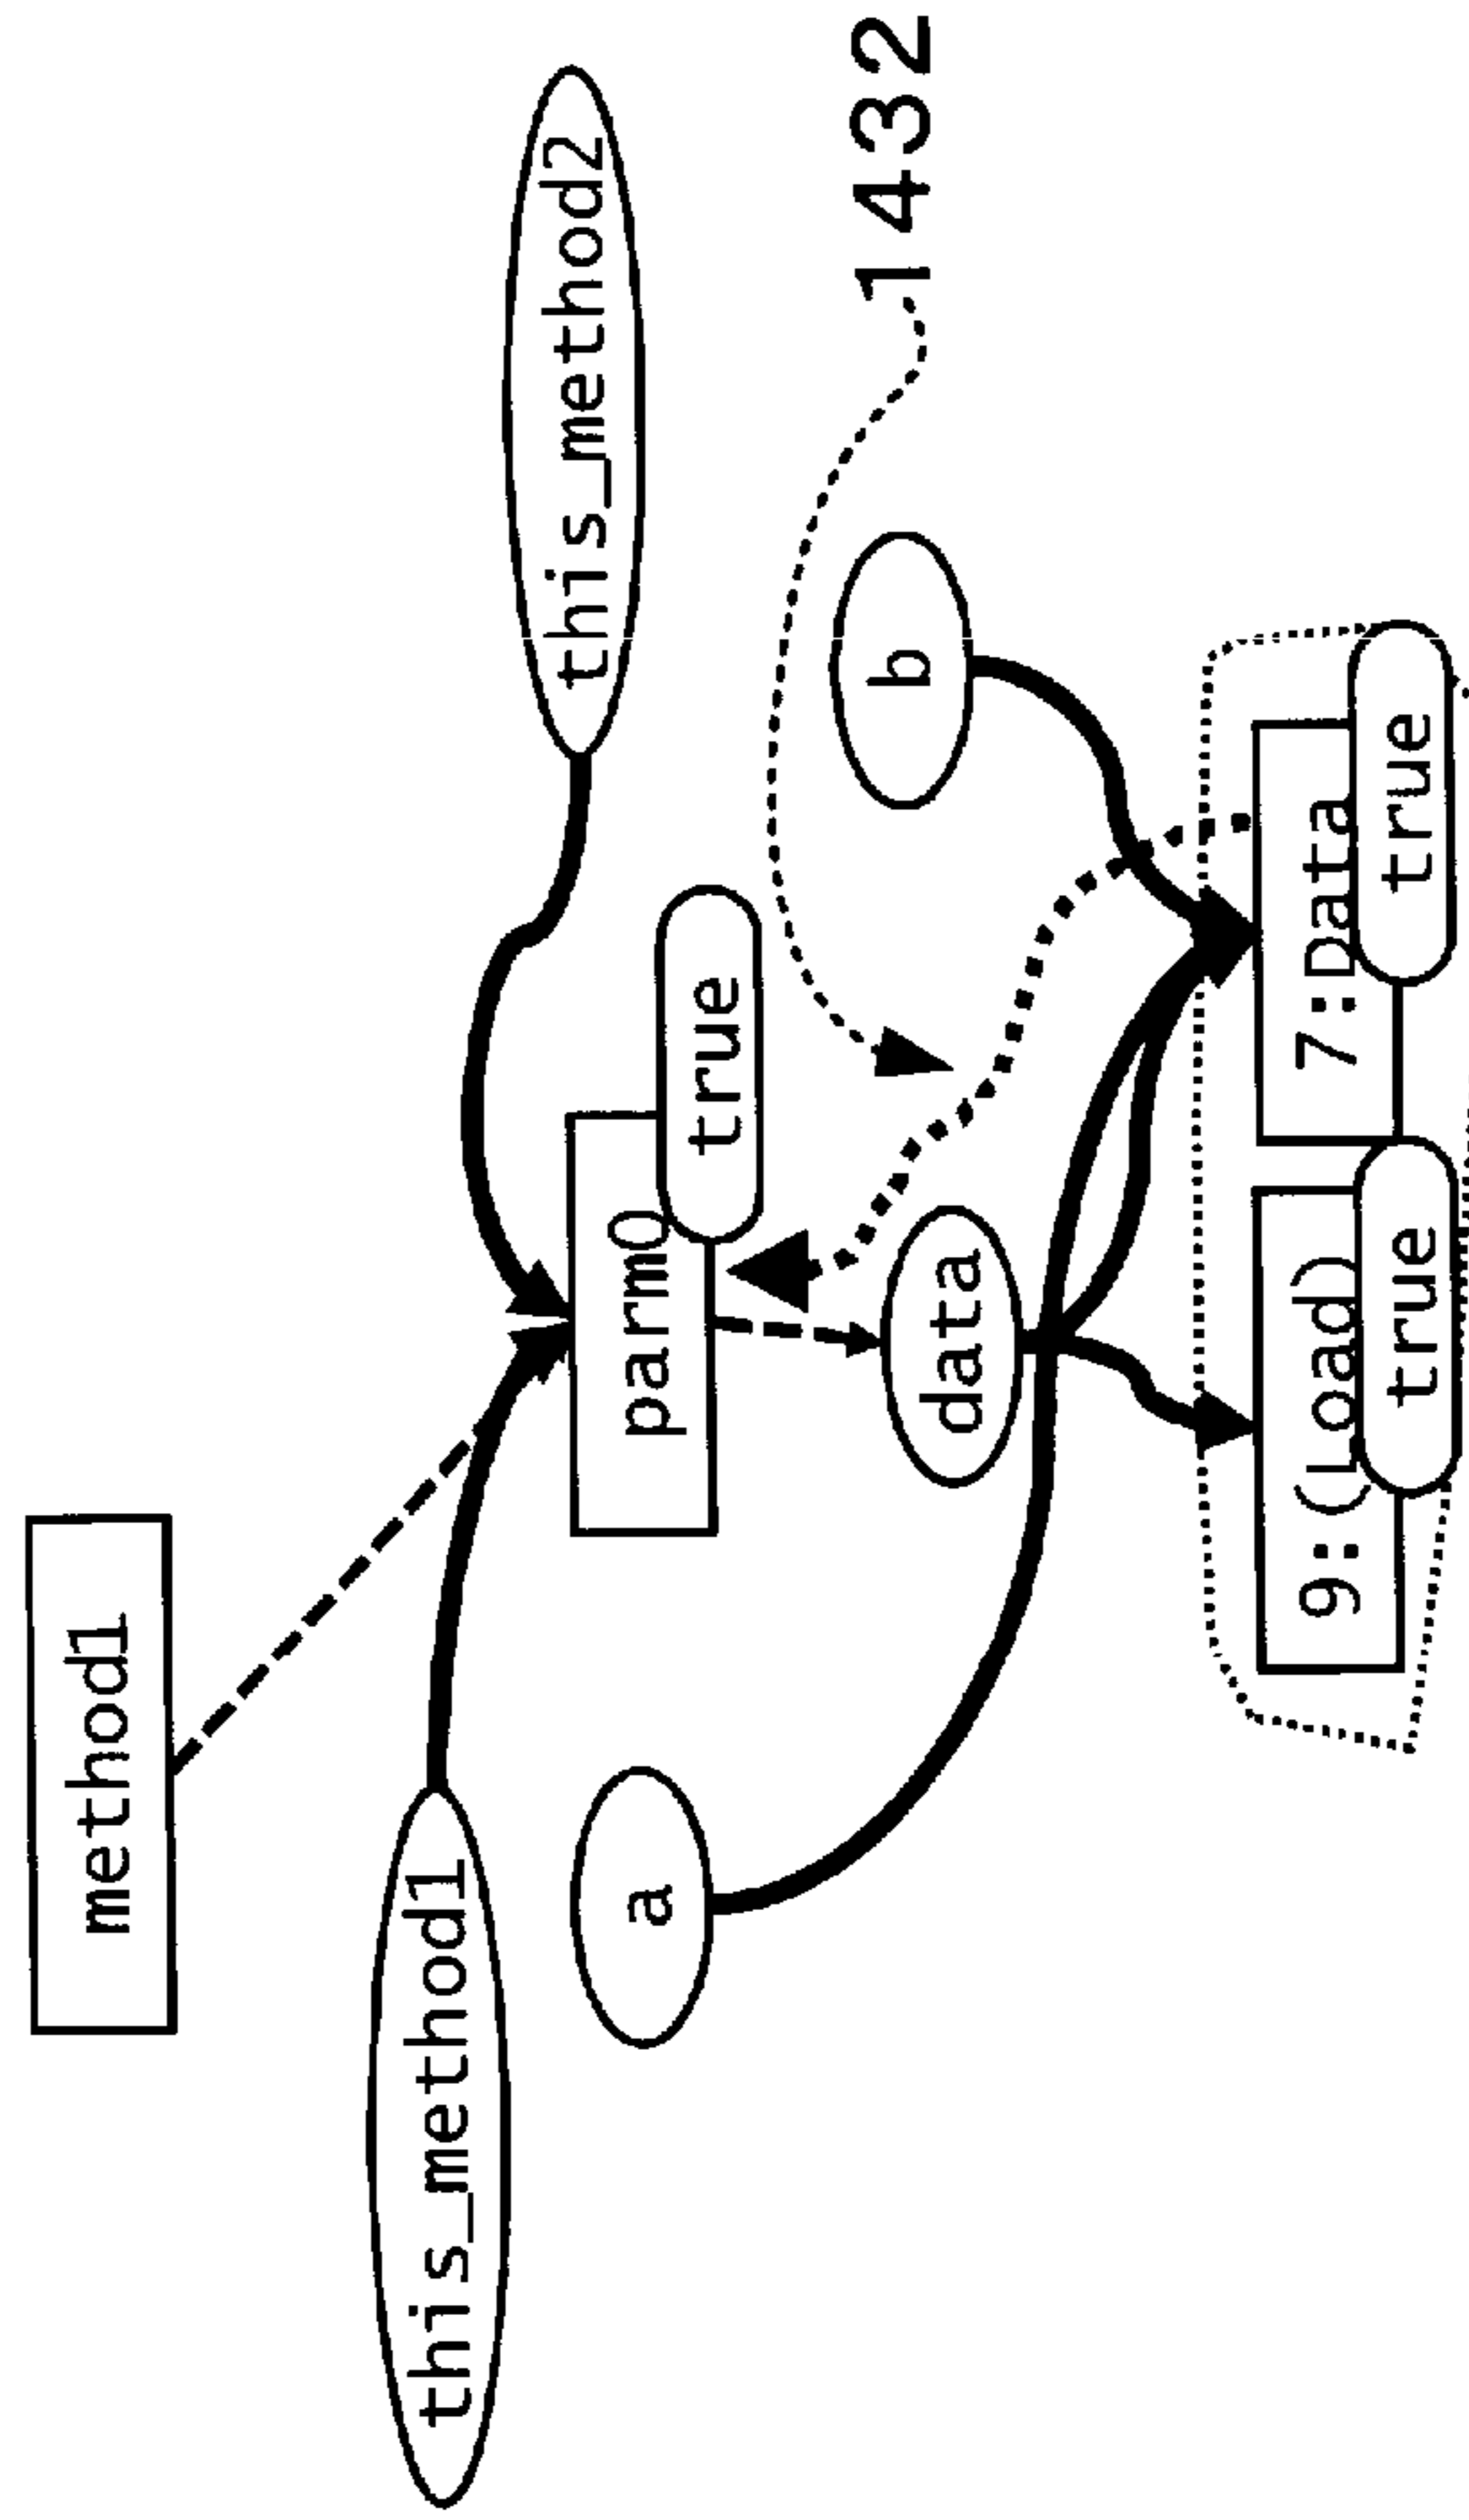 method1
this_method1
this_method2
a
parm0
true
data
b
1432
9:(Load)
true
7:Data
true